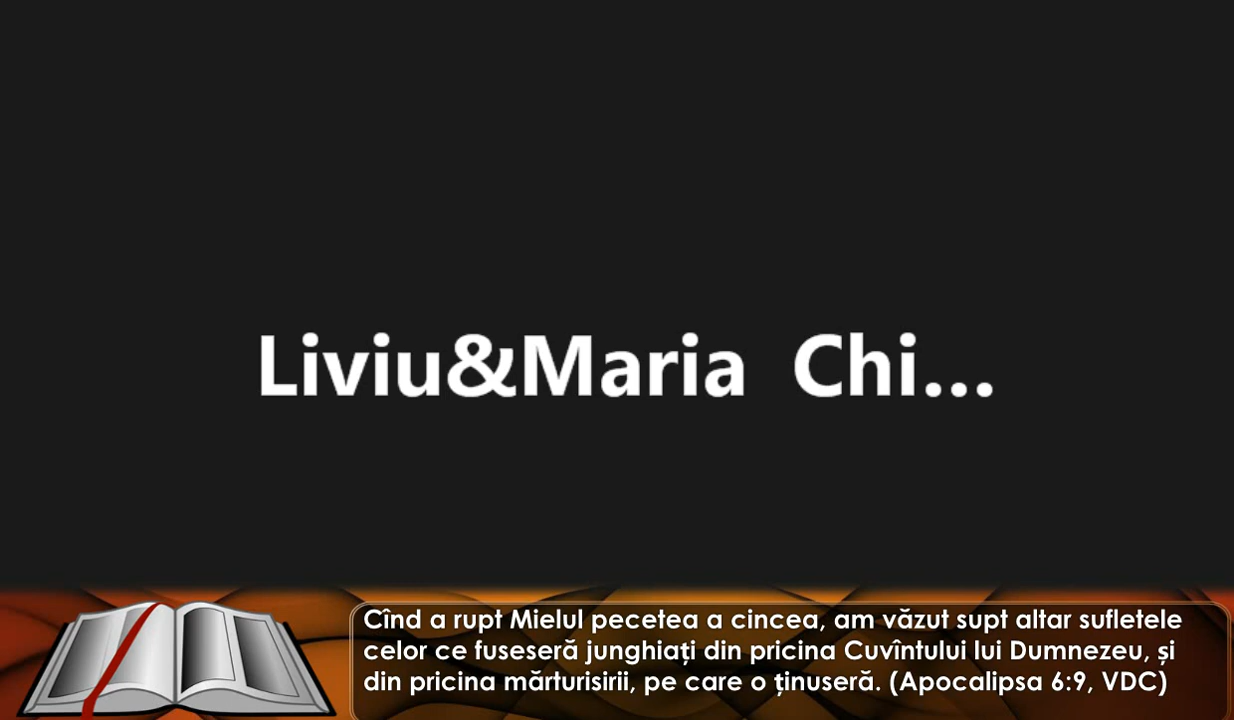 Liviu&Maria Chi...
Cînd a rupt Mielul pecetea a cincea, am văzut supt altar sufletele
celor ce fuseseră junghiați din pricina Cuvîntului lui Dumnezeu, și
din pricina mărturisirii, pe care o ținuseră. (Apocalipsa 6:9, VDC)